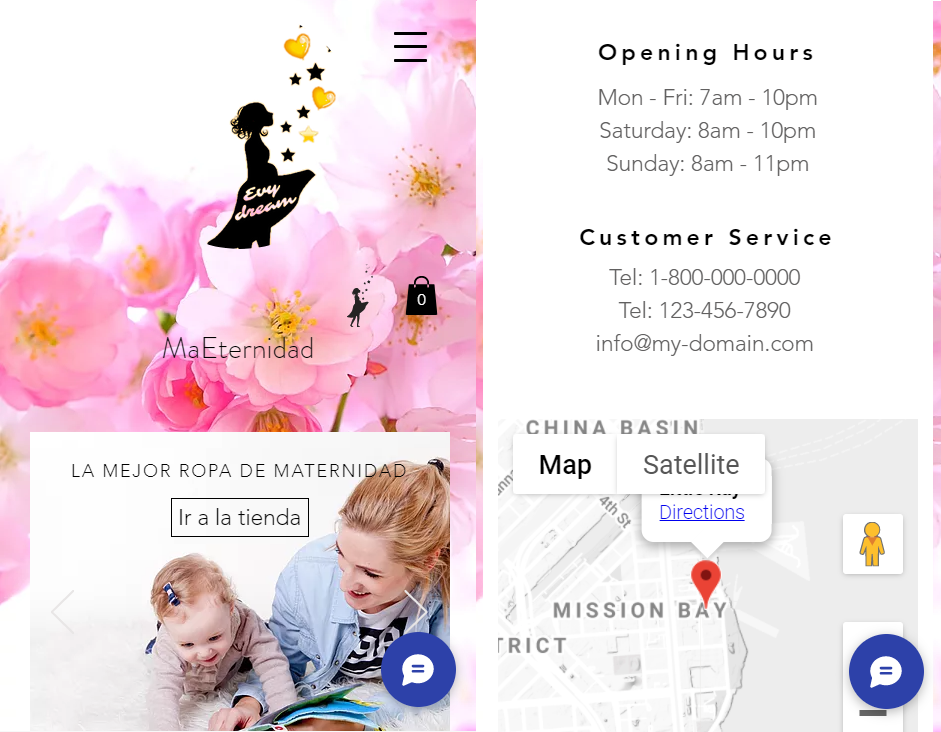 Evy
dream
0
MaEternidad
LA MEJOR ROPA DE MATERNIDAD
Ir a la tienda
Opening Hours
Mon - Fri: 7am - 10pm
Saturday: 8am - 10pm
Sunday: 8am - 11pm
Customer Service
Tel: 1-800-000-0000
Tel: 123-456-7890
info@my-domain.com
CHINA BASIN
Map
Satellite
4th St
Directions
MISSION BAY